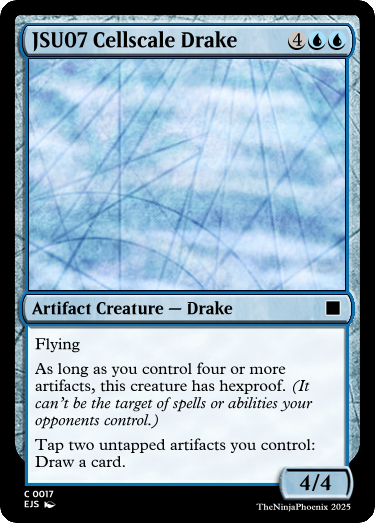 JSU07 Cellscale Drake 4
Artifact Creature — Drake
Flying
As long as you control four or more
artifacts, this creature has hexproof. (It
can't be the target of spells or abilities your
opponents control.)
Tap two untapped artifacts you control:
Draw a card.
4/4
C 0017
EJS
TheNinjaPhoenix 2025